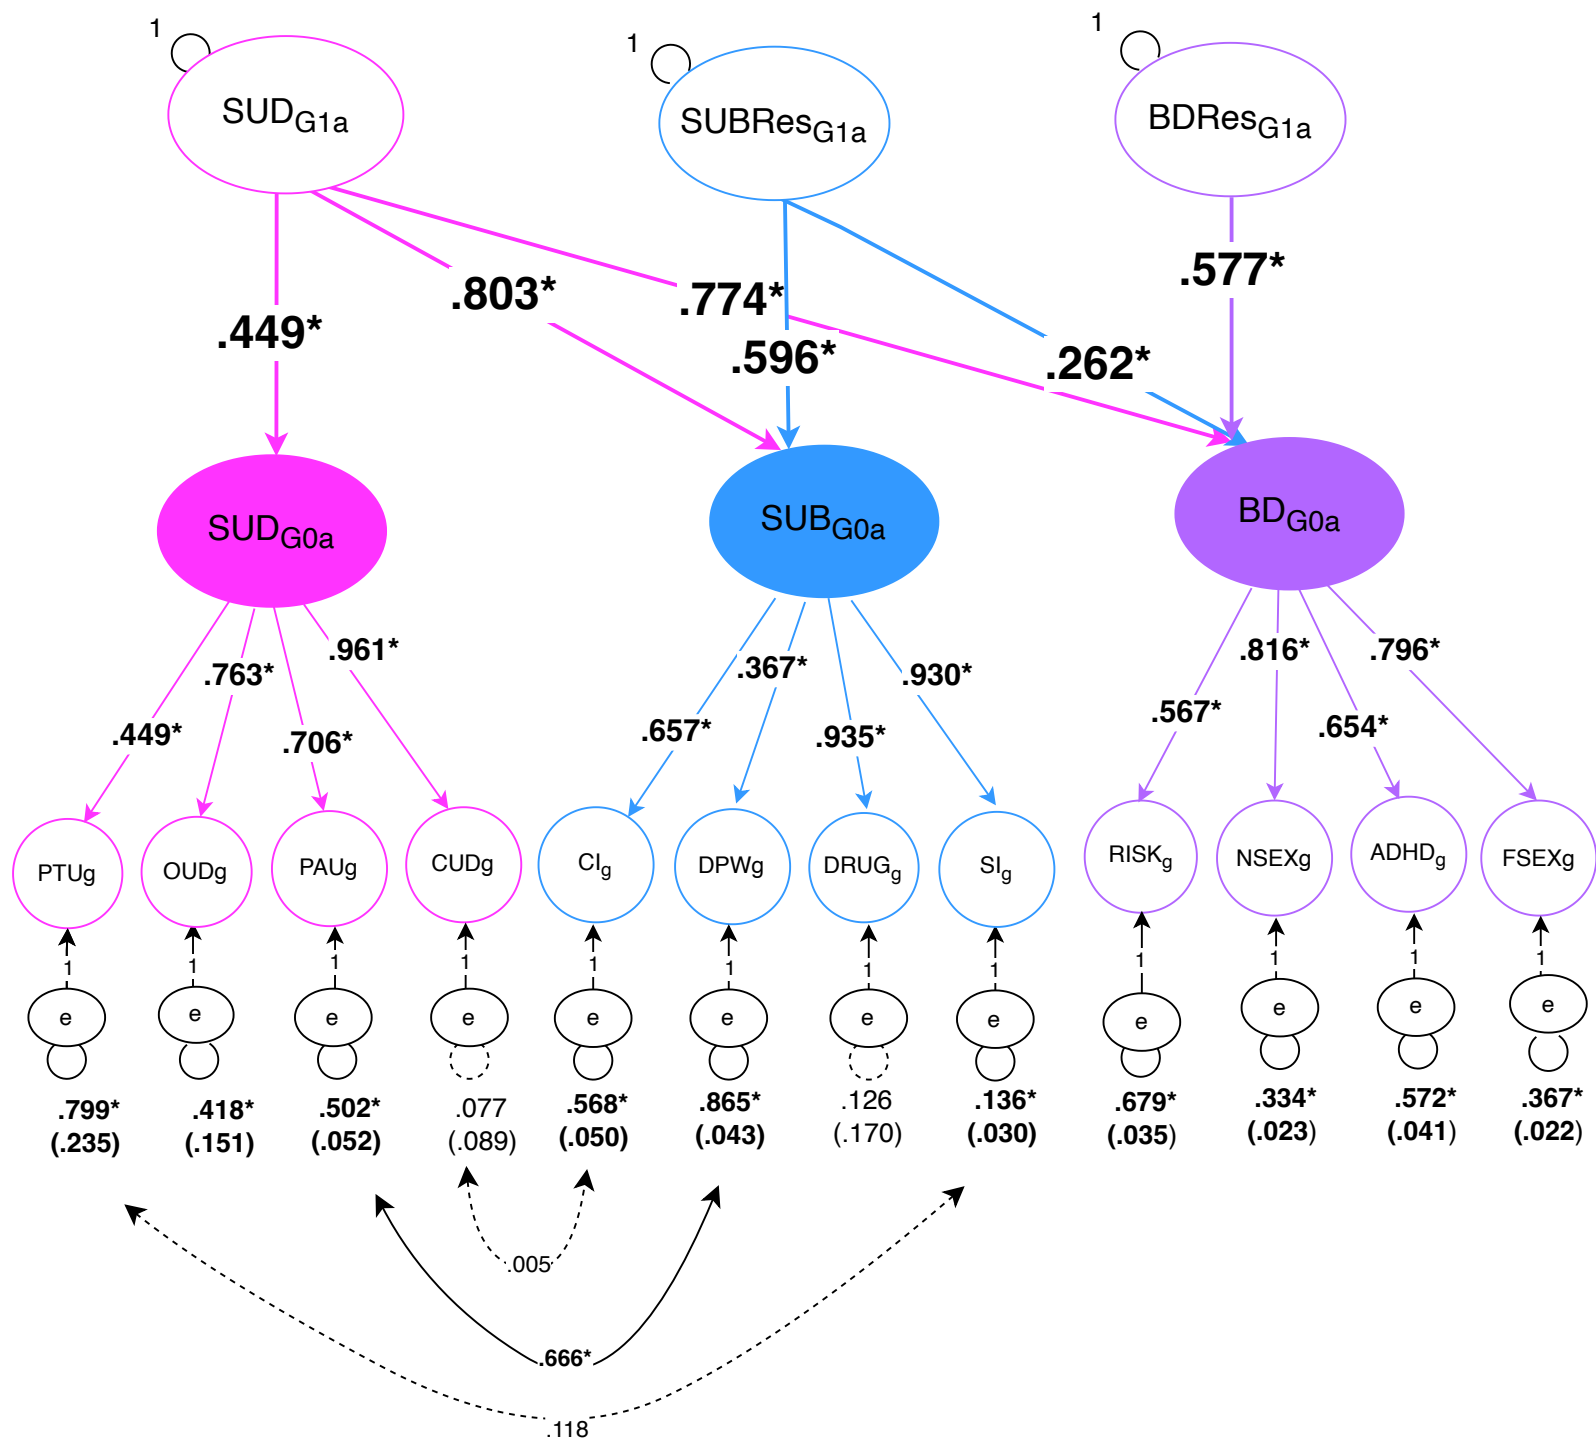 1
1
1
SUDG1a
SUBResG1a
BDResG1a
.449*
.803*
.774*
.596*
.262*
.577*
SUDG0a
SUBG0a
BDG0a
.449*
.763*
.706*
.961*
.657*
.367*
.935*
.930*
.567*
.816*
.654*
.796*
PTUg
OUDg
PAUg
CUDg
CIg
DPWg
DRUGg
SIg
RISKg
NSEXg
ADHDg
FSEXg
1 1 1 1 1 1 1 1 1 1 1 1
e e e e e e e e e e e e
.799* .418* .502* .077 .568* .865* .126 .136* .679* .334* .572* .367*
(.235) (.151) (.052) (.089) (.050) (.043) (.170) (.030) (.035) (.023) (.041) (.022)
.005
.666*
.118